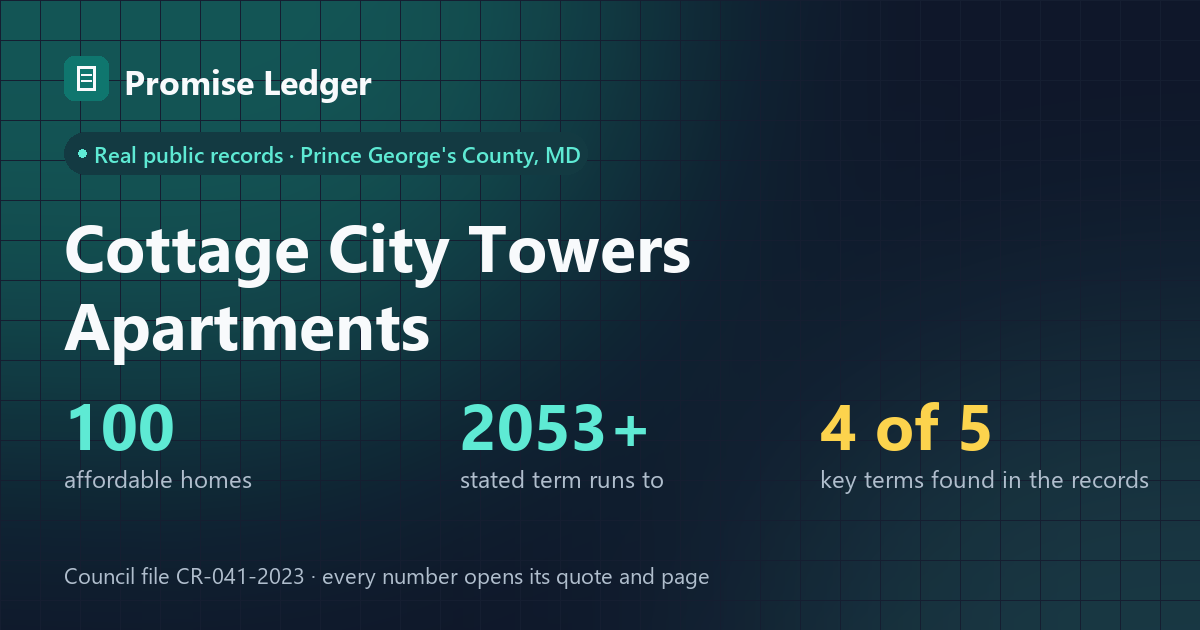 Promise Ledger
Real public records · Prince George's County, MD
Cottage City Towers
Apartments
100
affordable homes
2053+
stated term runs to
4 of 5
key terms found in the records
Council file CR-041-2023 · every number opens its quote and page